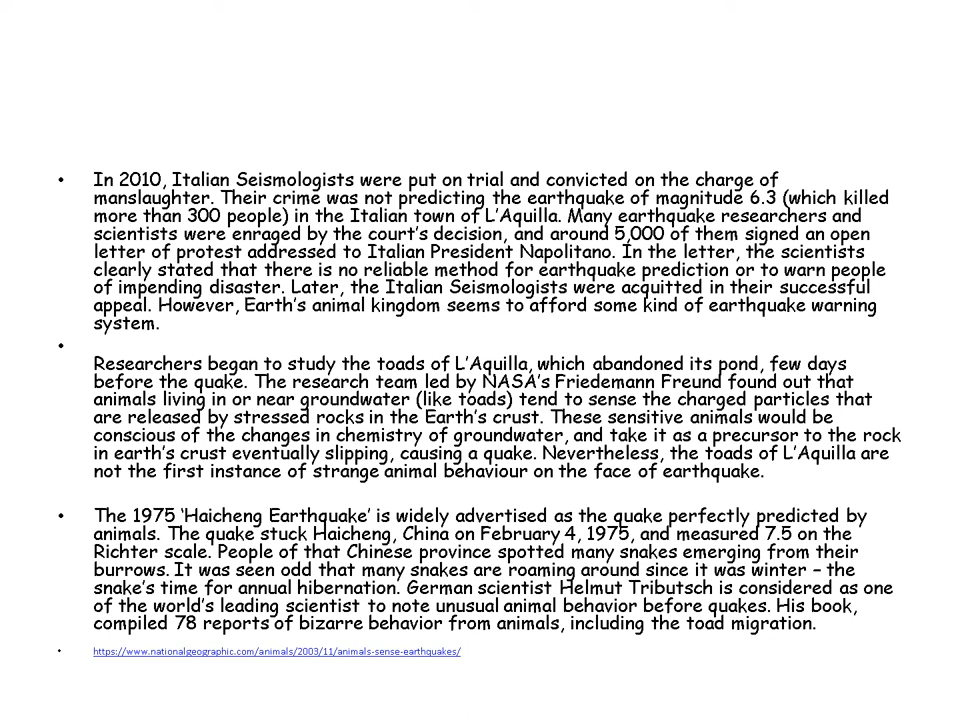 • In 2010, Italian Seismologists were put on trial and convicted on the charge of
manslaughter. Their crime was not predicting the earthquake of magnitude 6.3 (which killed
more than 300 people) in the Italian town of L’Aquilla. Many earthquake researchers and
scientists were enraged by the court’s decision, and around 5,000 of them signed an open
letter of protest addressed to Italian President Napolitano. In the letter, the scientists
clearly stated that there is no reliable method for earthquake prediction or to warn people
of impending disaster. Later, the Italian Seismologists were acquitted in their successful
appeal. However, Earth’s animal kingdom seems to afford some kind of earthquake warning
system.
•
Researchers began to study the toads of L’Aquilla, which abandoned its pond, few days
before the quake. The research team led by NASA’s Friedemann Freund found out that
animals living in or near groundwater (like toads) tend to sense the charged particles that
are released by stressed rocks in the Earth’s crust. These sensitive animals would be
conscious of the changes in chemistry of groundwater, and take it as a precursor to the rock
in earth’s crust eventually slipping, causing a quake. Nevertheless, the toads of L’Aquilla are
not the first instance of strange animal behaviour on the face of earthquake.
• The 1975 ‘Haicheng Earthquake’ is widely advertised as the quake perfectly predicted by
animals. The quake stuck Haicheng, China on February 4, 1975, and measured 7.5 on the
Richter scale. People of that Chinese province spotted many snakes emerging from their
burrows. It was seen odd that many snakes are roaming around since it was winter – the
snake’s time for annual hibernation. German scientist Helmut Tributsch is considered as one
of the world’s leading scientist to note unusual animal behavior before quakes. His book,
compiled 78 reports of bizarre behavior from animals, including the toad migration.
• https://www.nationalgeographic.com/animals/2003/11/animals-sense-earthquakes/